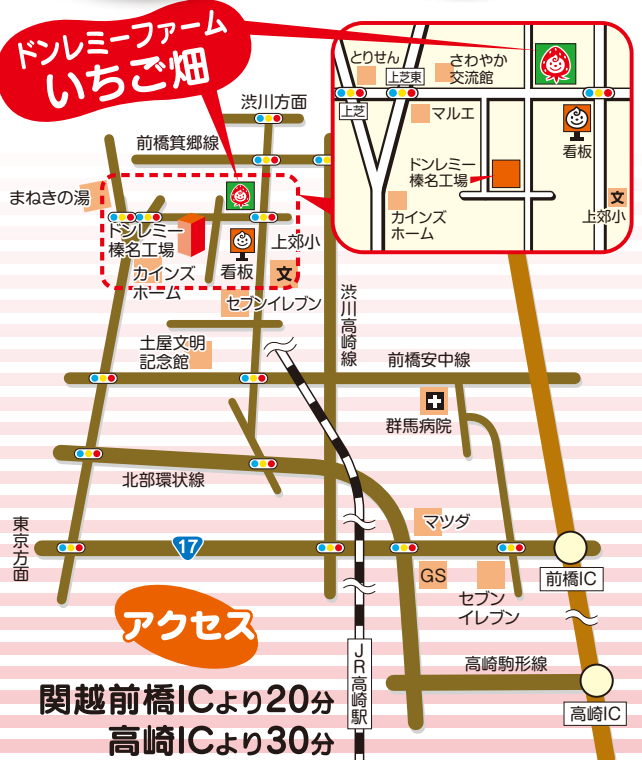 ドンレミーファーム
いちご畑
とりせん
さわやか
交流館
上芝東
上芝
マルエ
看板
ドンレミー
榛名工場
文
上郊小
カインズ
ホーム
渋川方面
前橋箕郷線
まねきの湯
ドンレミー
榛名工場
カインズ
ホーム
看板
上郊小
文
セブンイレブン
渋川高崎線
土屋文明
記念館
前橋安中線
群馬病院
北部環状線
東京方面
17
マツダ
GS
セブン
イレブン
前橋IC
アクセス
JR高崎駅
高崎駒形線
高崎IC
関越前橋ICより20分
高崎ICより30分